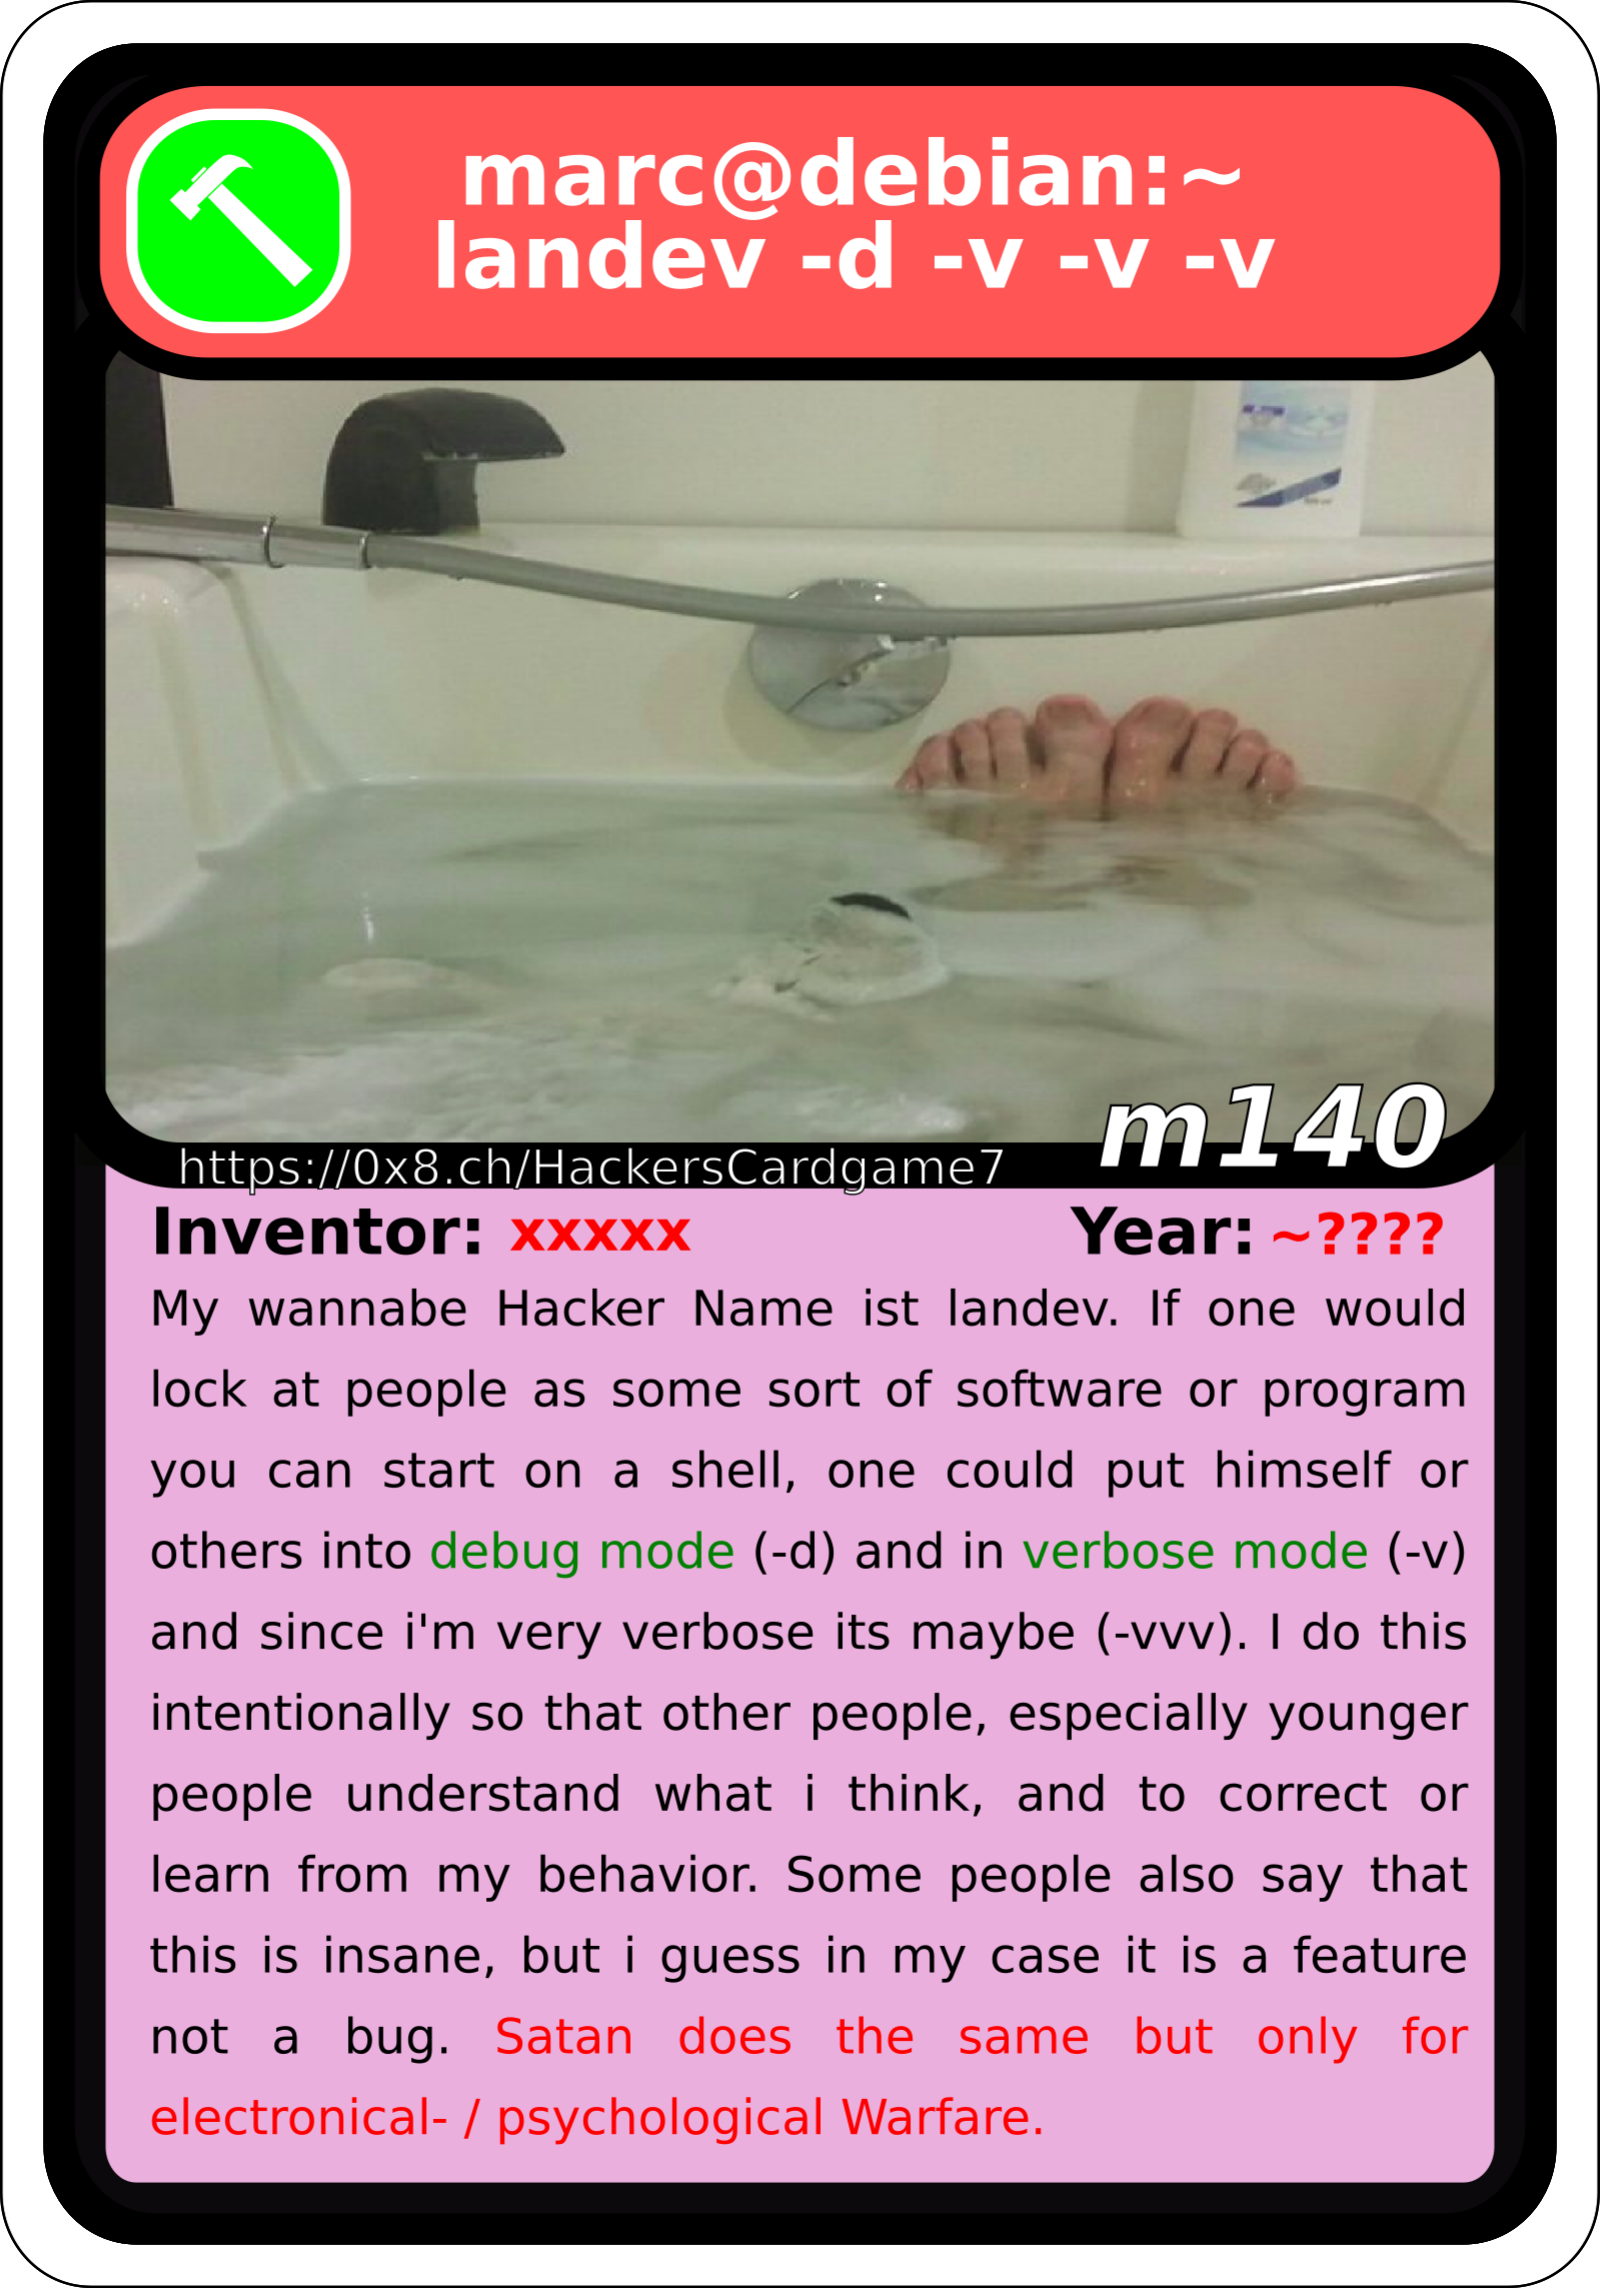 marc@debian:~
landev -d -v -v -v
m140
https://0x8.ch/HackersCardgame7
Inventor: xxxxx Year: ~????
My wannabe Hacker Name ist landev. If one would
lock at people as some sort of software or program
you can start on a shell, one could put himself or
others into debug mode (-d) and in verbose mode (-v)
and since i'm very verbose its maybe (-vvv). I do this
intentionally so that other people, especially younger
people understand what i think, and to correct or
learn from my behavior. Some people also say that
this is insane, but i guess in my case it is a feature
not a bug. Satan does the same but only for
electronical- / psychological Warfare.